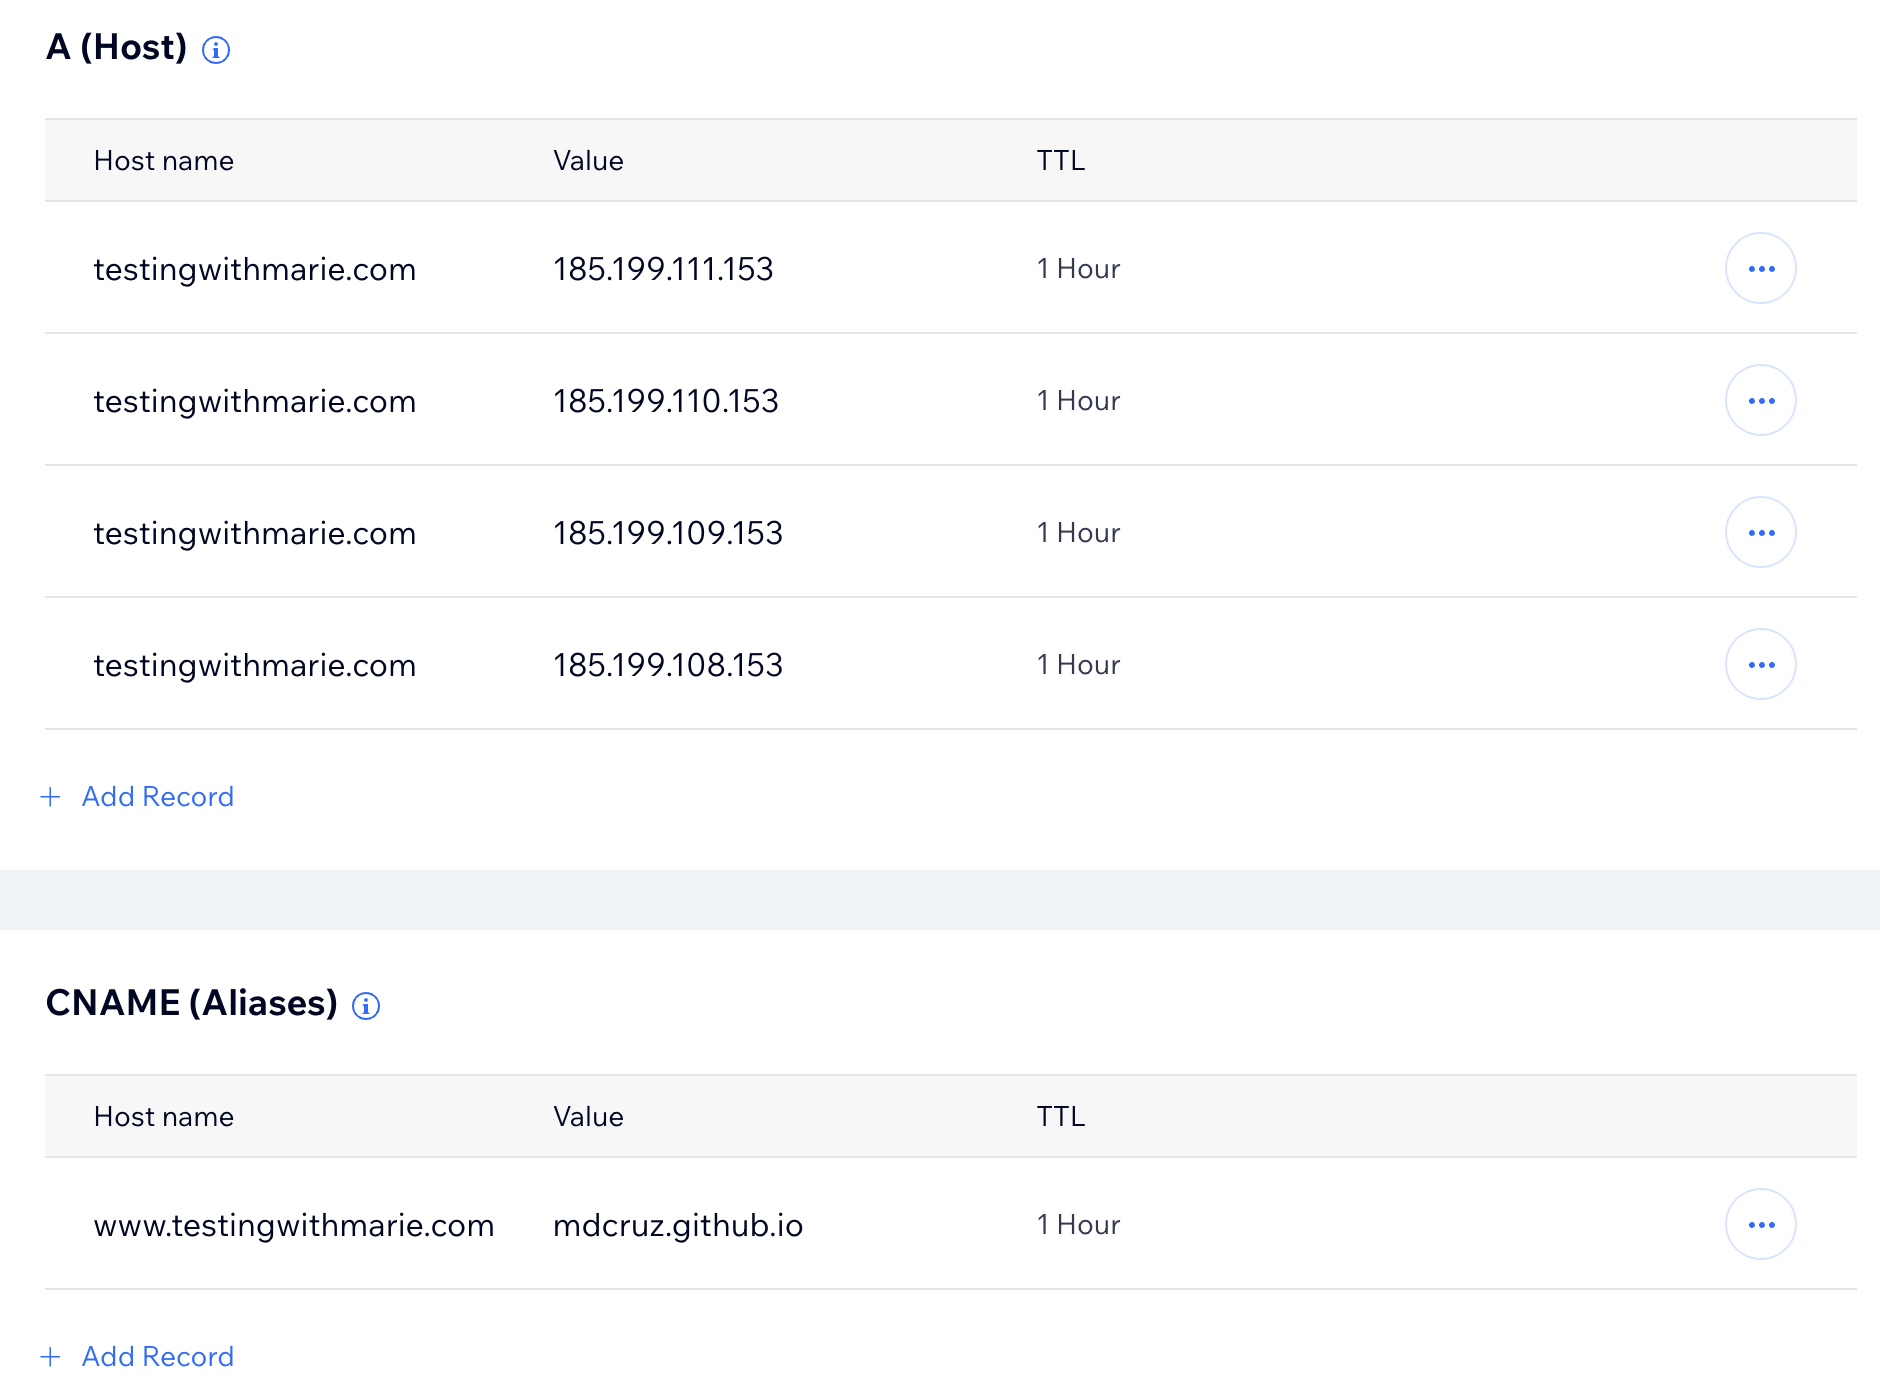 A (Host)
Host name Value TTL
testingwithmarie.com 185.199.111.153 1 Hour
testingwithmarie.com 185.199.110.153 1 Hour
testingwithmarie.com 185.199.109.153 1 Hour
testingwithmarie.com 185.199.108.153 1 Hour
+ Add Record
CNAME (Aliases)
Host name Value TTL
www.testingwithmarie.com mdcruz.github.io 1 Hour
+ Add Record